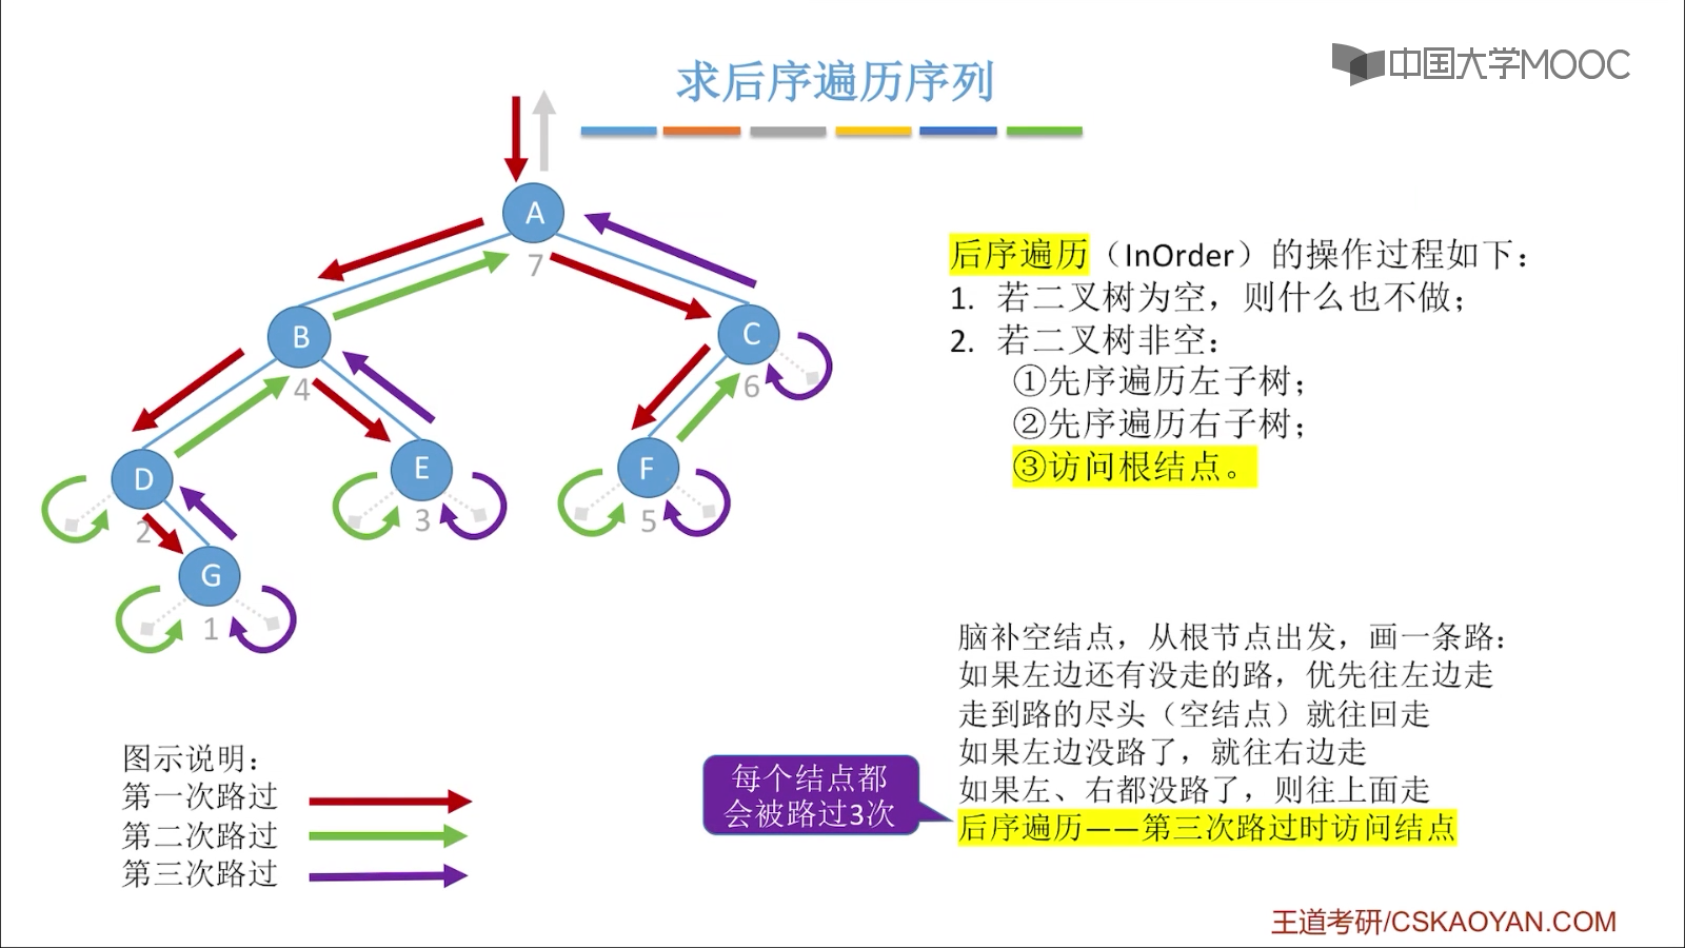 中国大学MOOC
求后序遍历序列
A
7
B
4
C
6
D
2
E
3
F
5
G
1
后序遍历（InOrder）的操作过程如下：
1. 若二叉树为空，则什么也不做；
2. 若二叉树非空：
①先序遍历左子树；
②先序遍历右子树；
③访问根结点。
脑补空结点，从根节点出发，画一条路：
如果左边还有没走的路，优先往左边走
走到路的尽头（空结点）就往回走
如果左边没路了，就往右边走
如果左、右都没路了，则往上面走
后序遍历——第三次路过时访问结点
每个结点都
会被路过3次
图示说明：
第一次路过
第二次路过
第三次路过
王道考研/CSKAOYAN.COM